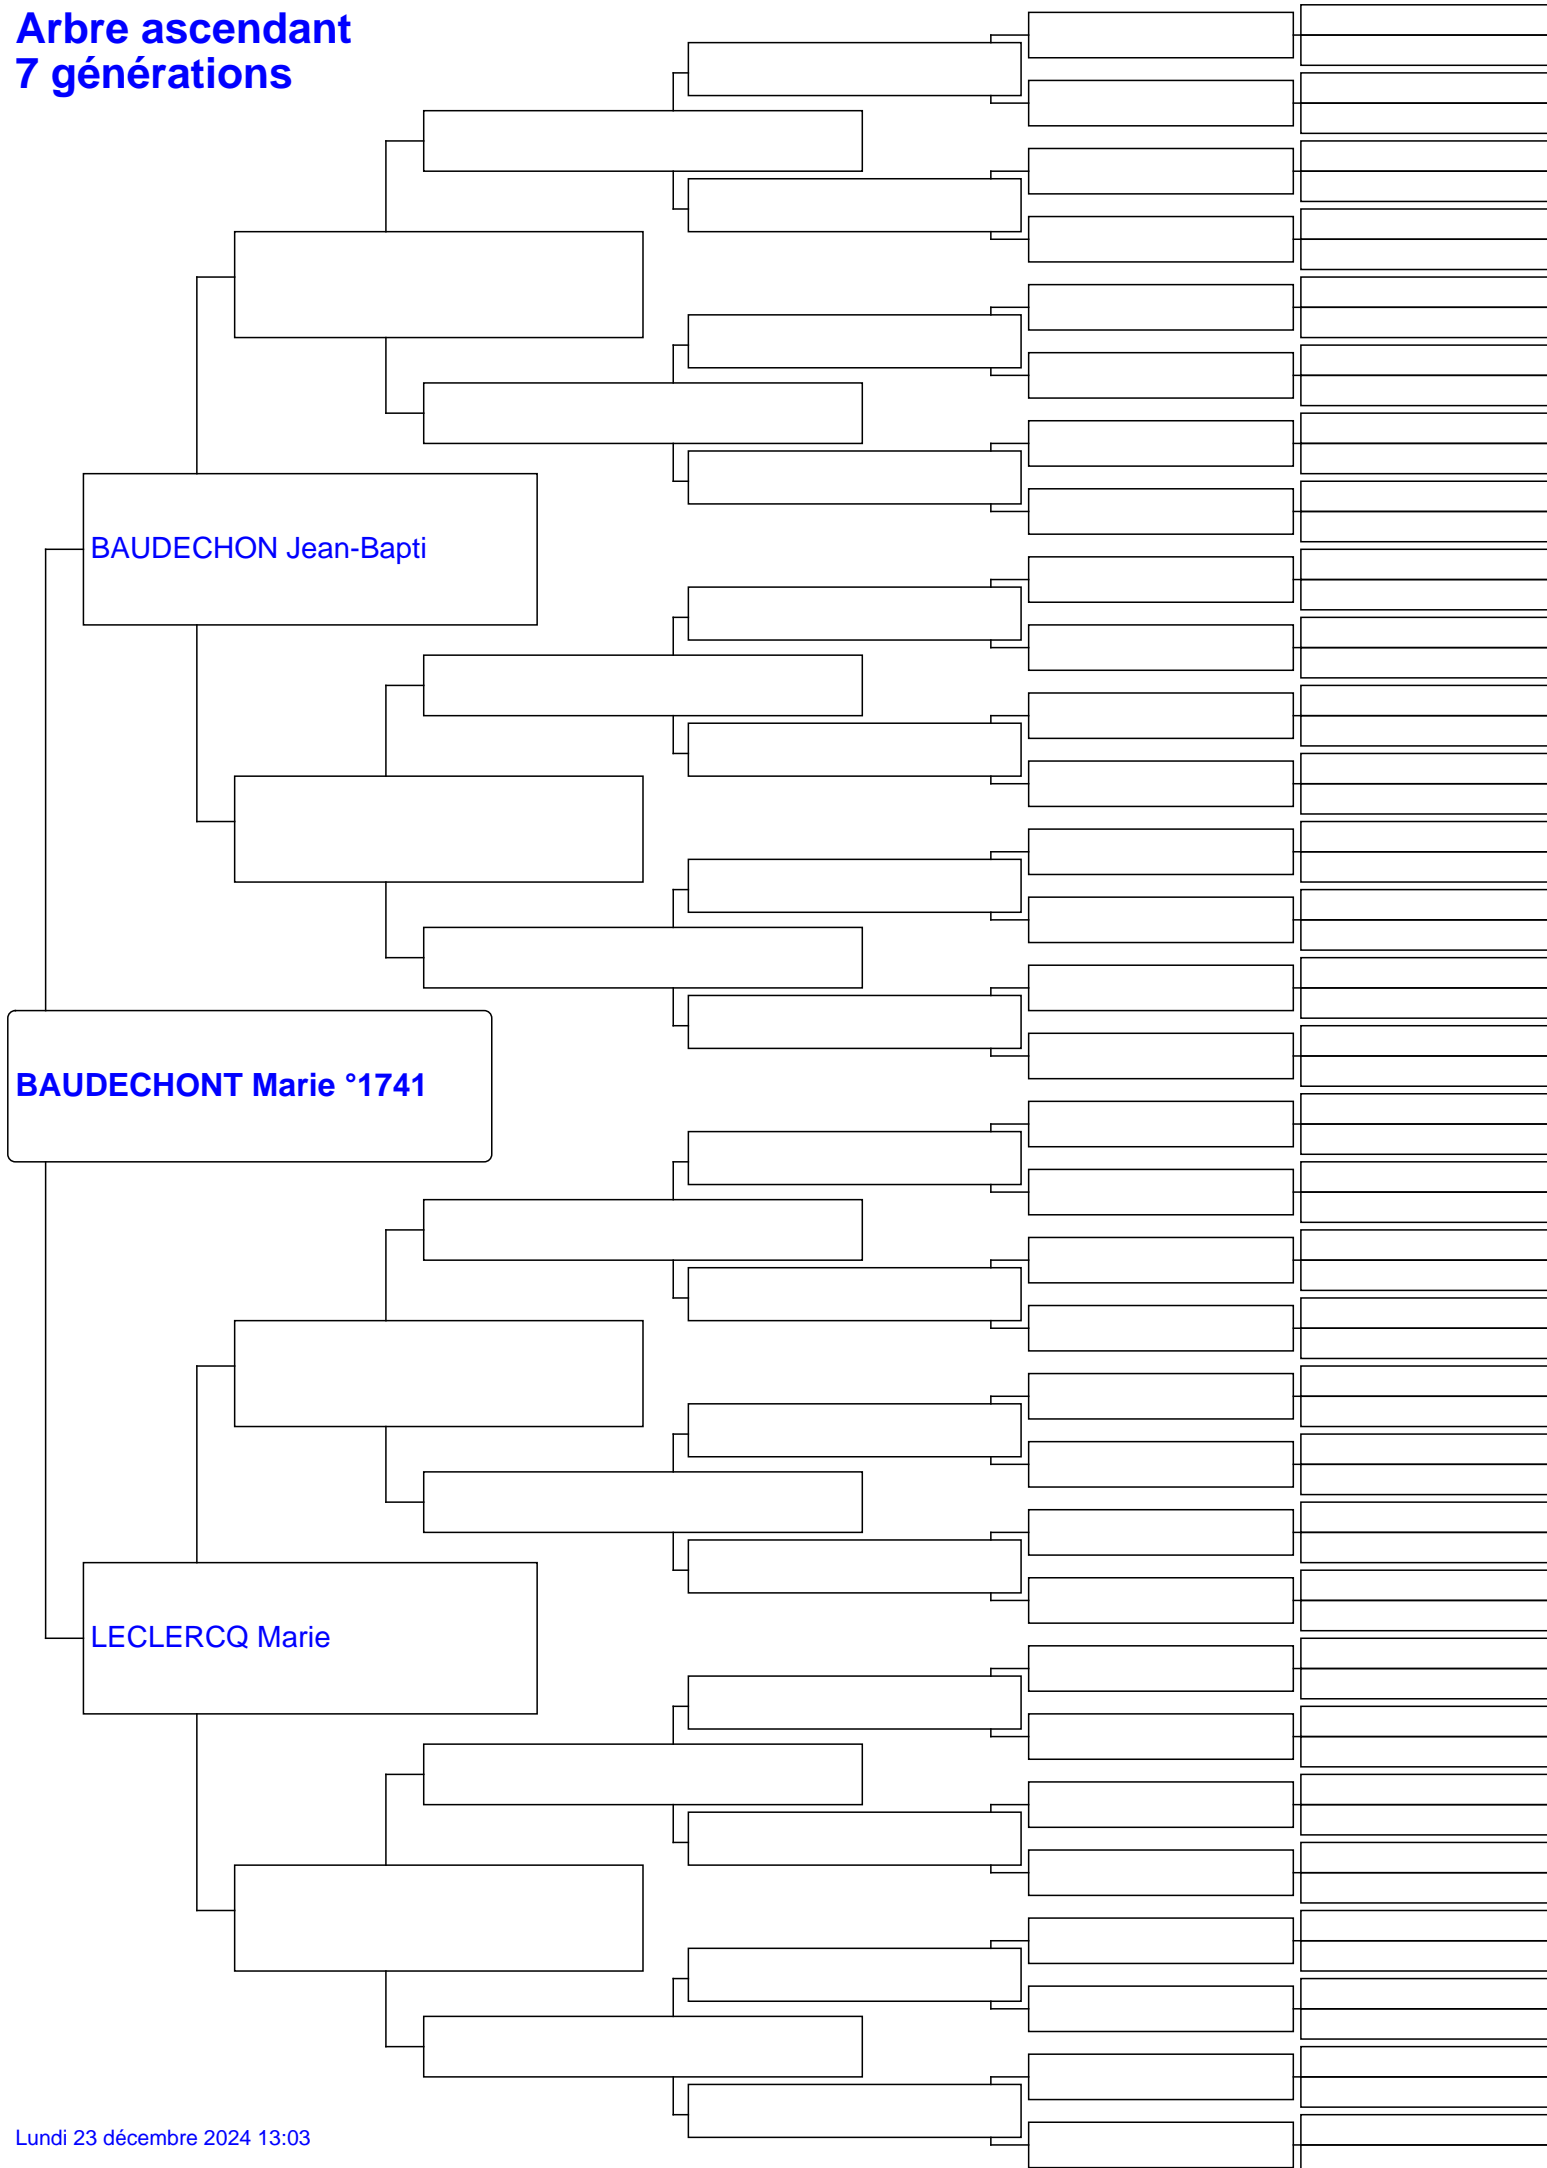 Arbre ascendant
7 générations
BAUDECHON Jean-Bapti
BAUDECHONT Marie °1741
LECLERCQ Marie
Lundi 23 décembre 2024 13:03